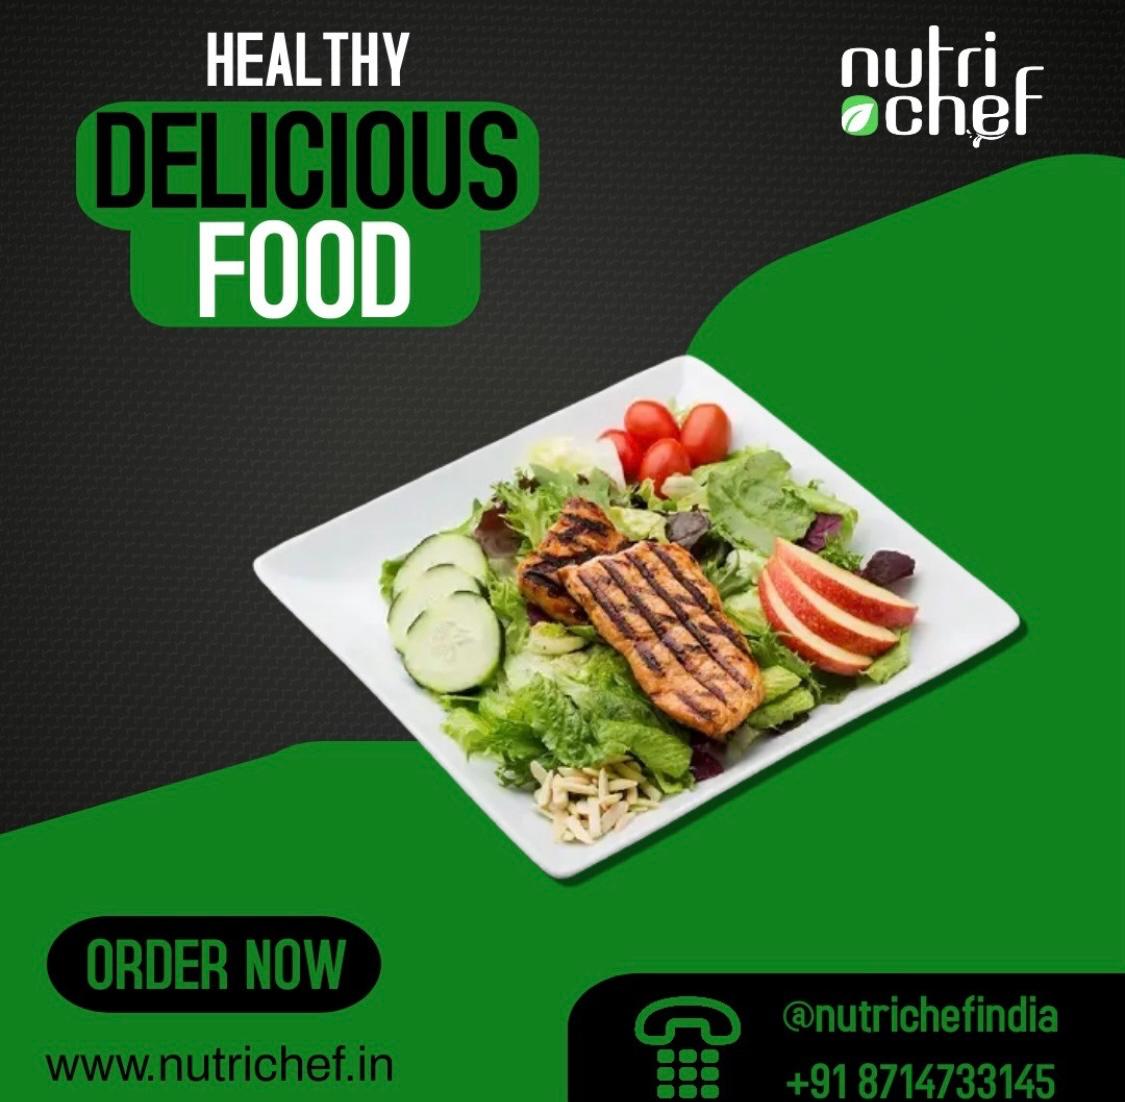 HEALTHY
DELICIOUS
FOOD
nutri
chef
ORDER NOW
www.nutrichef.in
@nutrichefindia
+91 8714733145